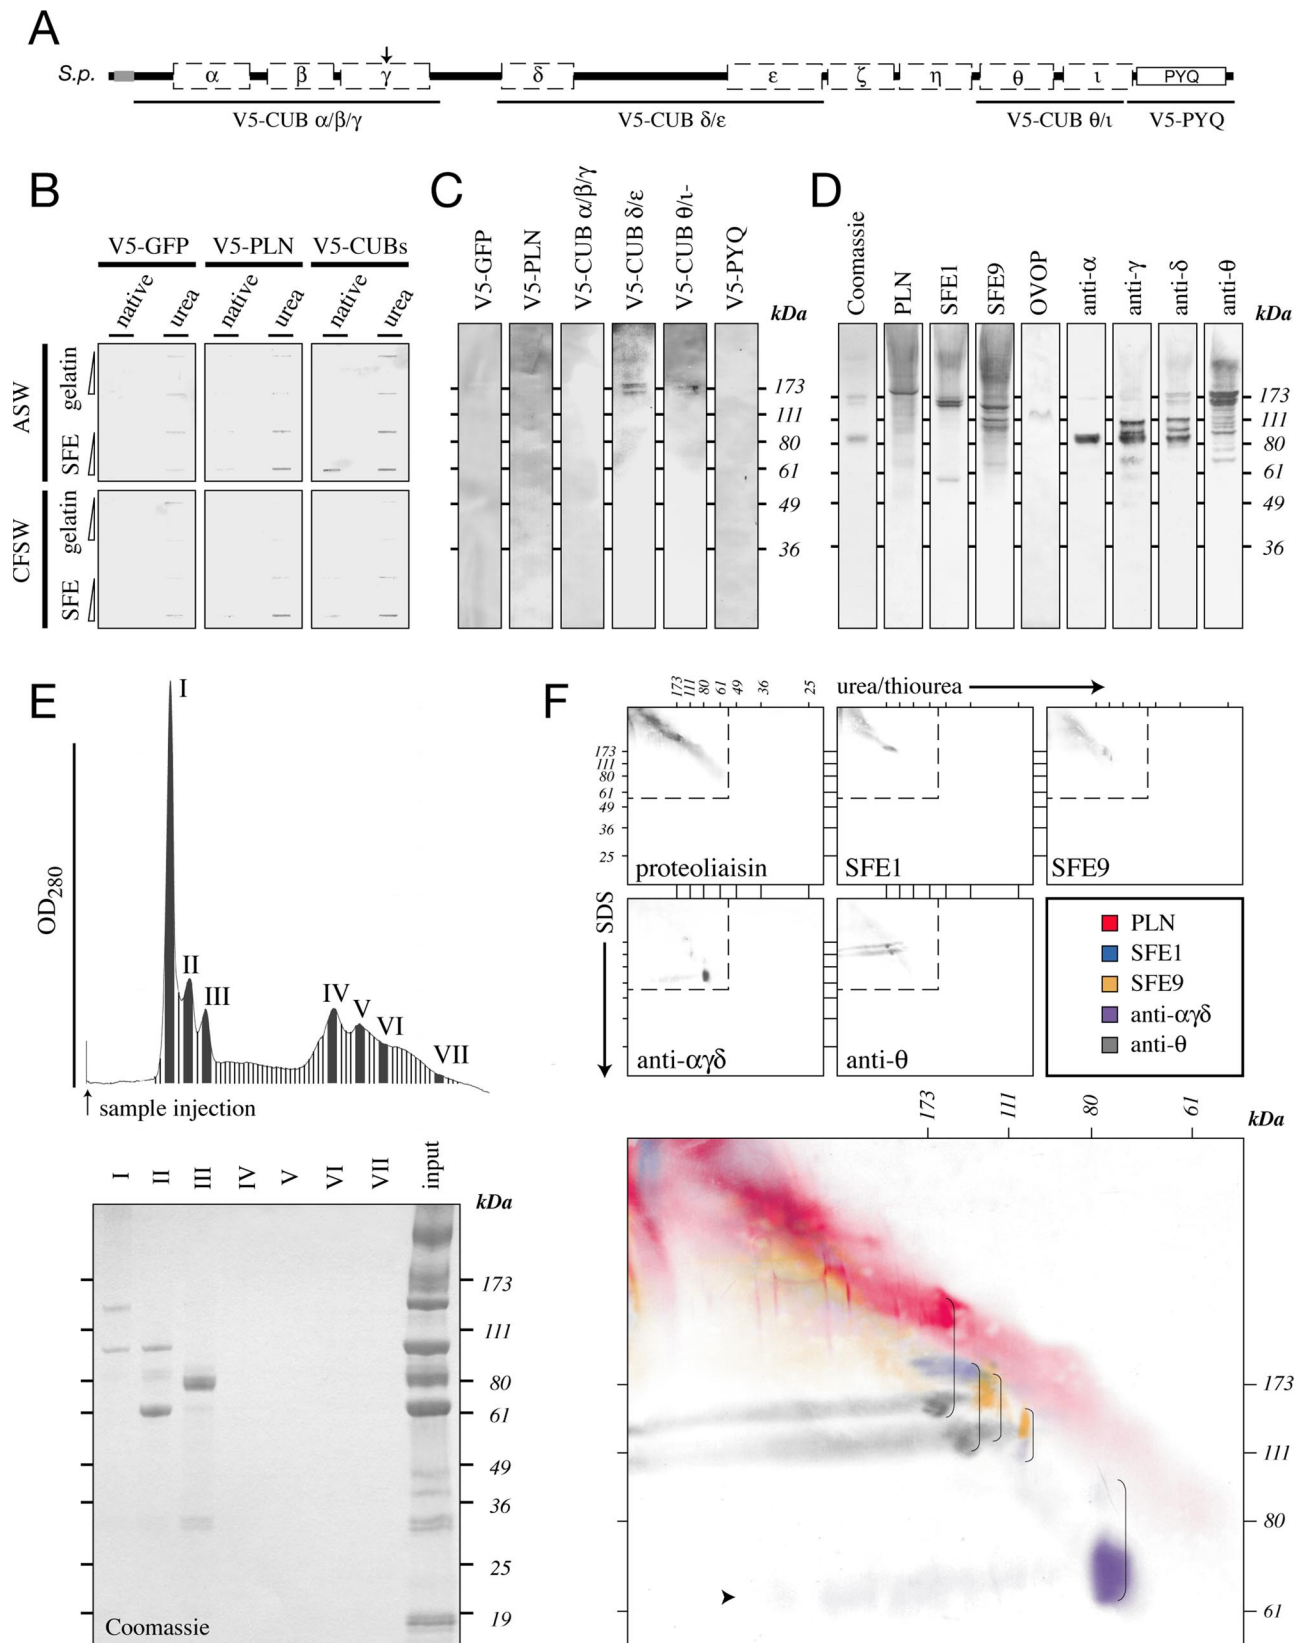 A
S.p.
α β γ δ ε ζ η θ ι PYQ
V5-CUB α/β/γ V5-CUB δ/ε V5-CUB θ/ι V5-PYQ
B
V5-GFP V5-PLN V5-CUBs
native urea native urea native urea
ASW
gelatin
SFE
CFSW
gelatin
SFE
C
V5-GFP
V5-PLN
V5-CUB α/β/γ
V5-CUB δ/ε
V5-CUB θ/ι-
V5-PYQ
kDa
173
111
80
61
49
36
D
Coomassie
PLN
SFE1
SFE9
OVOP
anti-α
anti-γ
anti-δ
anti-θ
kDa
173
111
80
61
49
36
E
OD280
I
II
III
IV
V
VI
VII
sample injection
I II III IV V VI VII input
kDa
173
111
80
61
49
36
25
19
Coomassie
F
173 111 80 61 49 36 25
urea/thiourea
SDS
173
111
80
61
49
36
25
proteoliaisin SFE1 SFE9
anti-αγδ anti-θ
PLN
SFE1
SFE9
anti-αγδ
anti-θ
173 111 80 61
kDa
173
111
80
61